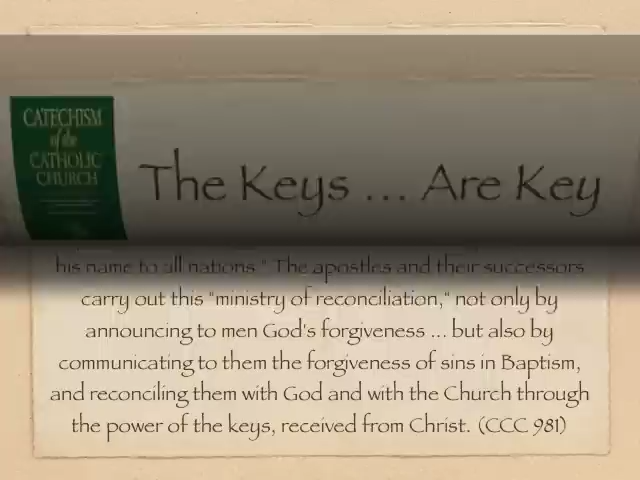 CATECHISM
of the
CATHOLIC
CHURCH
The Keys ... Are Key
his name to all nations." The apostles and their successors
carry out this "ministry of reconciliation," not only by
announcing to men God's forgiveness ... but also by
communicating to them the forgiveness of sins in Baptism,
and reconciling them with God and with the Church through
the power of the keys, received from Christ. (CCC 981)